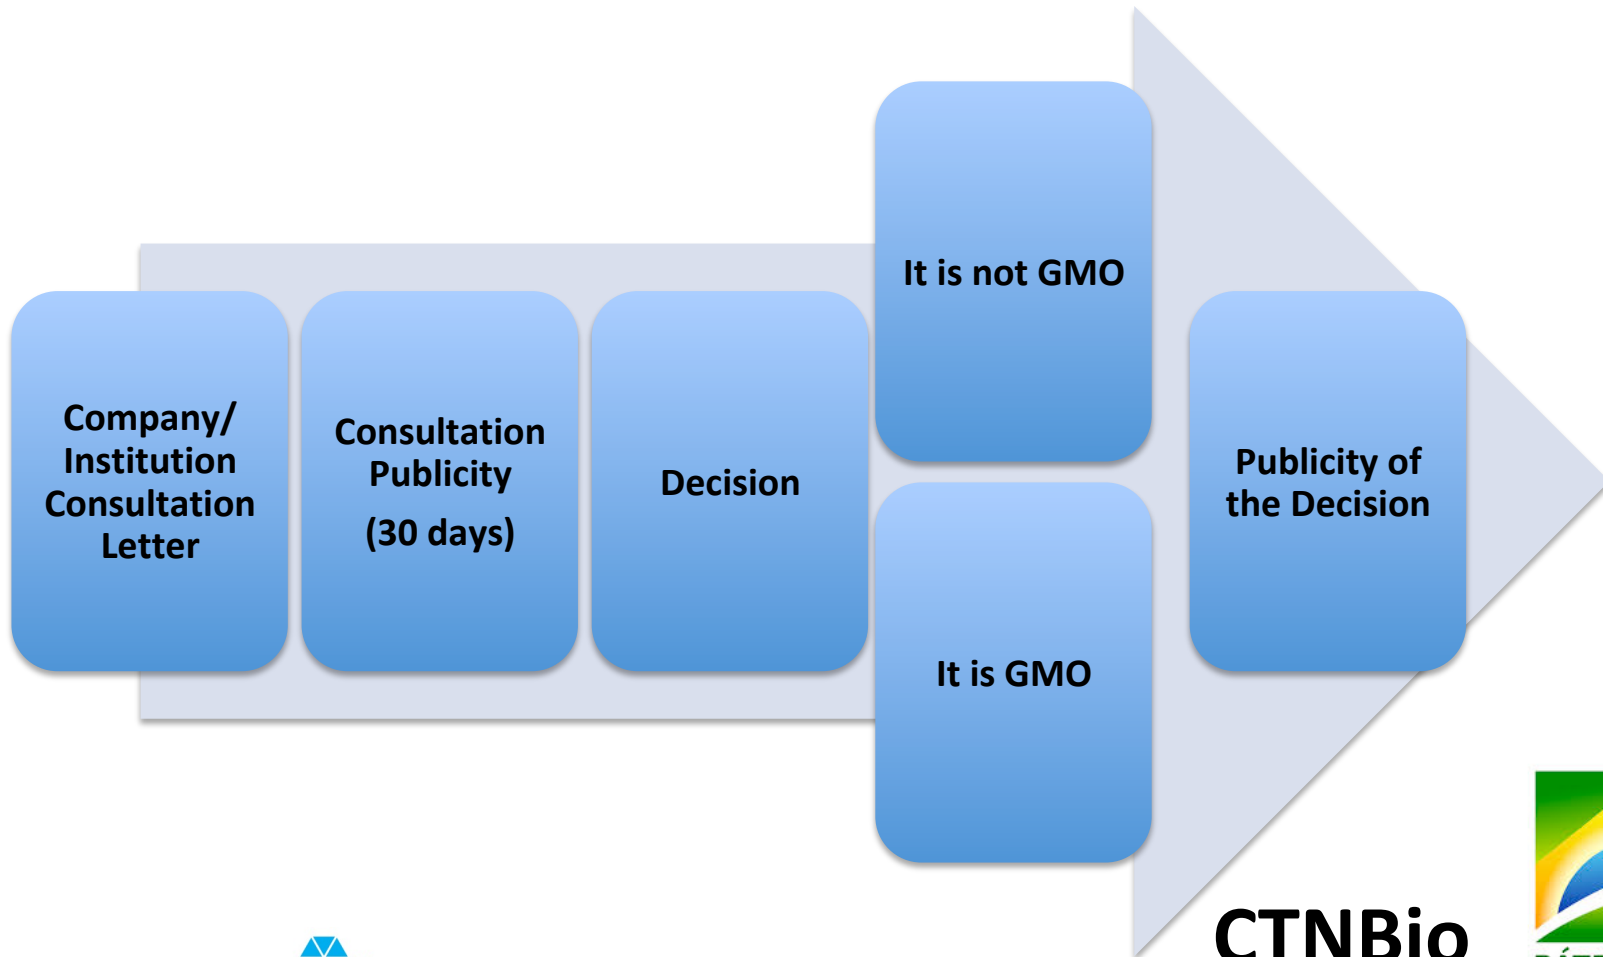 Company/
Institution
Consultation
Letter
Consultation
Publicity
(30 days)
Decision
It is not GMO
It is GMO
Publicity of
the Decision
CTNBio